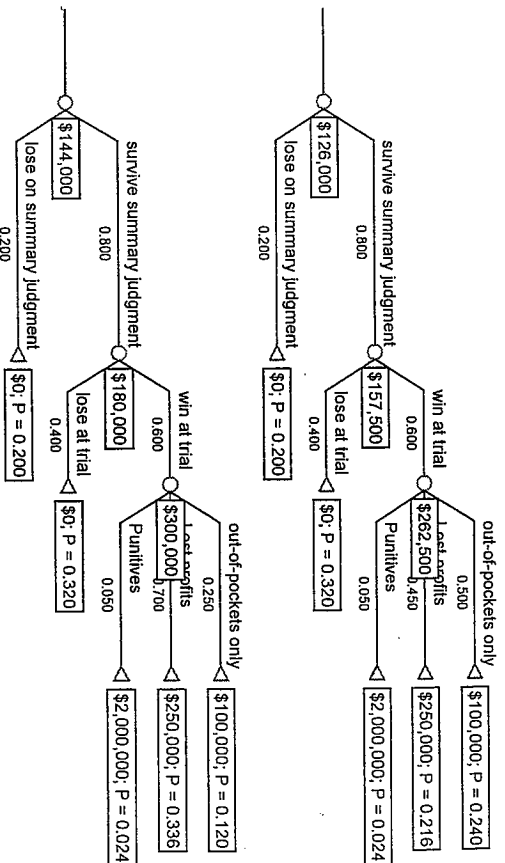 out-of-pockets only
0.500
$100,000; P = 0.240
win at trial
0.600
Lost profits
$262,500
0.450
$250,000; P = 0.216
survive summary judgment
0.800
$157,500
Punitives
0.050
$2,000,000; P = 0.024
lose at trial
0.400
$0; P = 0.320
$126,000
lose on summary judgment
0.200
$0; P = 0.200
out-of-pockets only
0.250
$100,000; P = 0.120
win at trial
0.600
Lost profits
$300,000
0.700
$250,000; P = 0.336
survive summary judgment
0.800
$180,000
Punitives
0.050
$2,000,000; P = 0.024
lose at trial
0.400
$0; P = 0.320
$144,000
lose on summary judgment
0.200
$0; P = 0.200